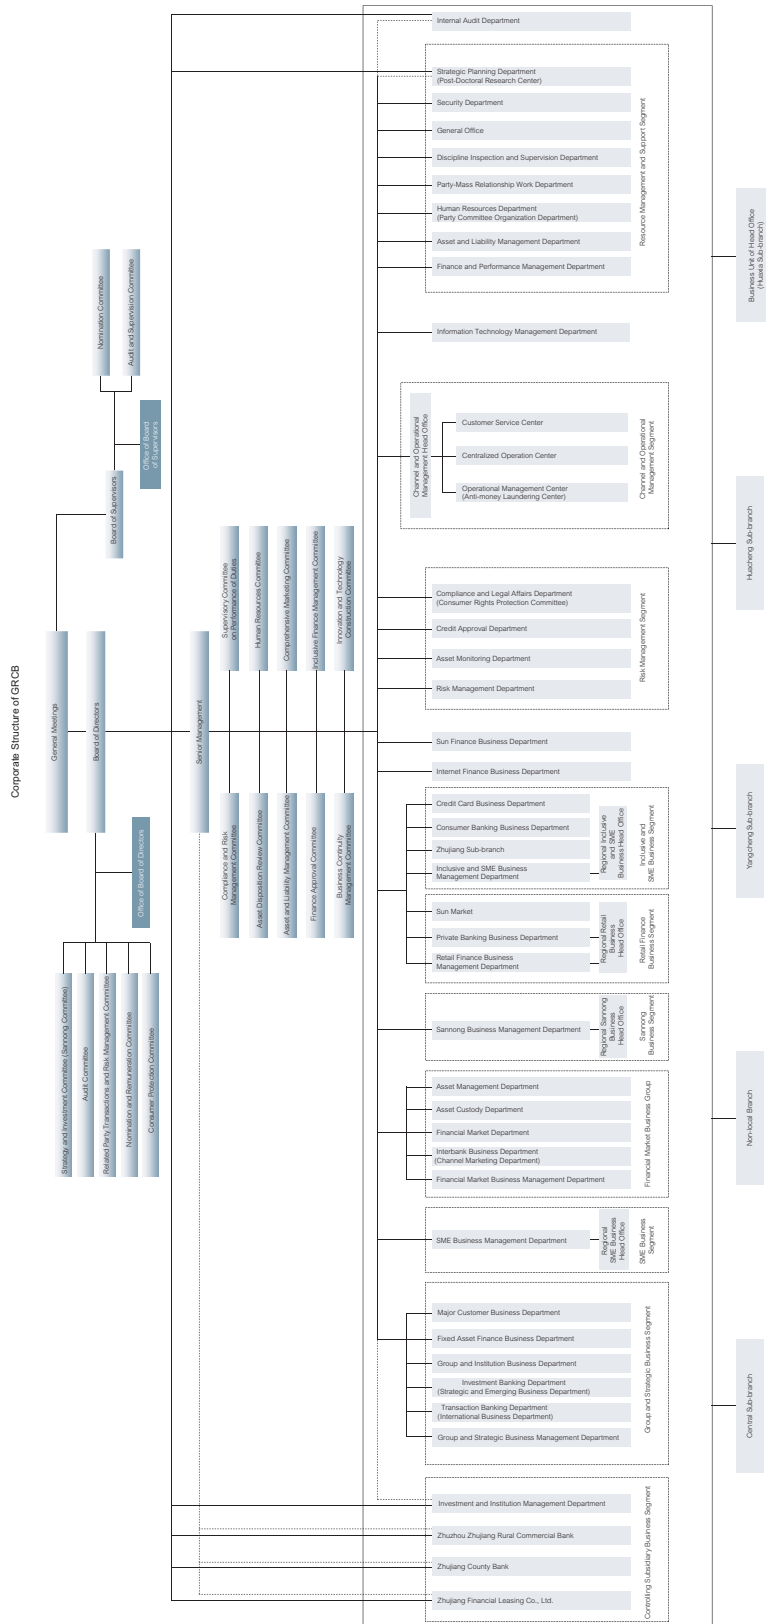 Corporate Structure of GRCB
General Meetings
Board of Directors
Board of Supervisors
Office of Board
of Supervisors
Nomination Committee
Audit and Supervision Committee
Office of Board of Directors
Strategy and Investment Committee (Sannong Committee)
Audit Committee
Related Party Transactions and Risk Management Committee
Nomination and Remuneration Committee
Consumer Protection Committee
Senior Management
Supervisory Committee
on Performance of Duties
Human Resources Committee
Comprehensive Marketing Committee
Inclusive Finance Management Committee
Innovation and Technology
Construction Committee
Compliance and Risk
Management Committee
Asset Disposition Review Committee
Asset and Liability Management Committee
Finance Approval Committee
Business Continuity
Management Committee
Internal Audit Department
Strategic Planning Department
(Post-Doctoral Research Center)
Security Department
General Office
Discipline Inspection and Supervision Department
Party-Mass Relationship Work Department
Human Resources Department
(Party Committee Organization Department)
Asset and Liability Management Department
Finance and Performance Management Department
Resource Management and Support Segment
Information Technology Management Department
Channel and Operational
Management Head Office
Customer Service Center
Centralized Operation Center
Operational Management Center
(Anti-money Laundering Center)
Channel and Operational
Management Segment
Compliance and Legal Affairs Department
(Consumer Rights Protection Committee)
Credit Approval Department
Asset Monitoring Department
Risk Management Department
Risk Management Segment
Sun Finance Business Department
Internet Finance Business Department
Credit Card Business Department
Consumer Banking Business Department
Zhujiang Sub-branch
Inclusive and SME Business
Management Department
Regional Inclusive
and SME
Business Head Office
Inclusive and
SME Business Segment
Sun Market
Private Banking Business Department
Retail Finance Business
Management Department
Regional Retail
Business
Head Office
Retail Finance
Business Segment
Sannong Business Management Department
Regional Sannong
Business
Head Office
Sannong
Business Segment
Asset Management Department
Asset Custody Department
Financial Market Department
Interbank Business Department
(Channel Marketing Department)
Financial Market Business Management Department
Financial Market Business Group
SME Business Management Department
Regional
SME Business
Head Office
SME Business
Segment
Major Customer Business Department
Fixed Asset Finance Business Department
Group and Institution Business Department
Investment Banking Department
(Strategic and Emerging Business Department)
Transaction Banking Department
(International Business Department)
Group and Strategic Business Management Department
Group and Strategic Business Segment
Investment and Institution Management Department
Zhuzhou Zhujiang Rural Commercial Bank
Zhujiang County Bank
Zhujiang Financial Leasing Co., Ltd.
Controlling Subsidiary Business Segment
Business Unit of Head Office
(Huaxia Sub-branch)
Huacheng Sub-branch
Yangcheng Sub-branch
Non-local Branch
Central Sub-branch